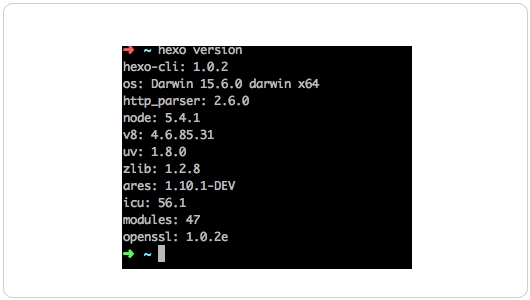 ➜ ~ hexo version
hexo-cli: 1.0.2
os: Darwin 15.6.0 darwin x64
http_parser: 2.6.0
node: 5.4.1
v8: 4.6.85.31
uv: 1.8.0
zlib: 1.2.8
ares: 1.10.1-DEV
icu: 56.1
modules: 47
openssl: 1.0.2e
➜ ~